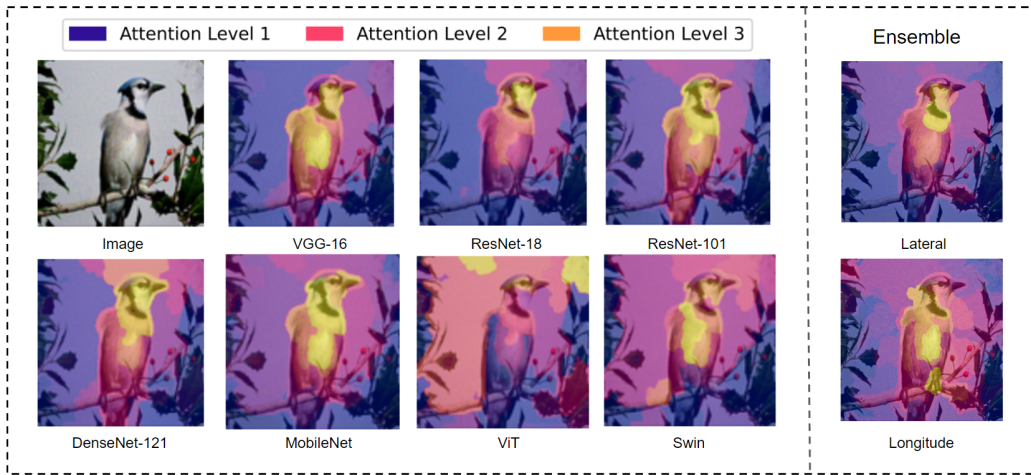 Attention Level 1 Attention Level 2 Attention Level 3
Ensemble
Image VGG-16 ResNet-18 ResNet-101 Lateral
DenseNet-121 MobileNet ViT Swin Longitude